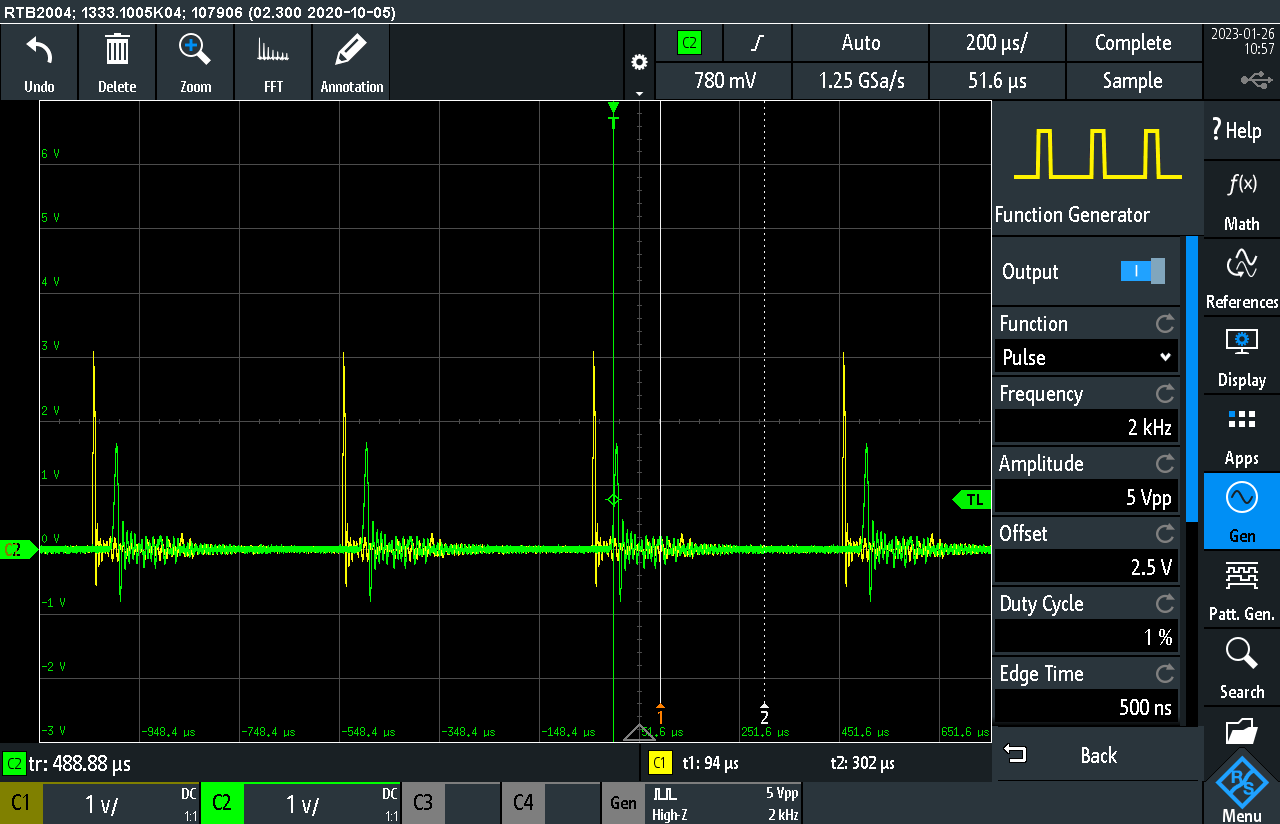 RTB2004; 1333.1005K04; 107906 (02.300 2020-10-05)
Undo
Delete
Zoom
FFT
Annotation
C2
Auto
200 µs/
Complete
780 mV
1.25 GSa/s
51.6 µs
Sample
2023-01-26
10:57
T
6 V
5 V
4 V
3 V
2 V
1 V
0 V
-1 V
-2 V
-3 V
C2
TL
-948.4 µs
-748.4 µs
-548.4 µs
-348.4 µs
-148.4 µs
51.6 µs
251.6 µs
451.6 µs
651.6 µs
1
2
Function Generator
Output
Function
Pulse
Frequency
2 kHz
Amplitude
5 Vpp
Offset
2.5 V
Duty Cycle
1 %
Edge Time
500 ns
Back
? Help
f(x)
Math
References
Display
Apps
Gen
Patt. Gen.
Search
R S
Menu
C2 tr: 488.88 µs
C1 t1: 94 µs t2: 302 µs
C1 1 V/ DC 1:1
C2 1 V/ DC 1:1
C3
C4
Gen
High-Z
5 Vpp
2 kHz